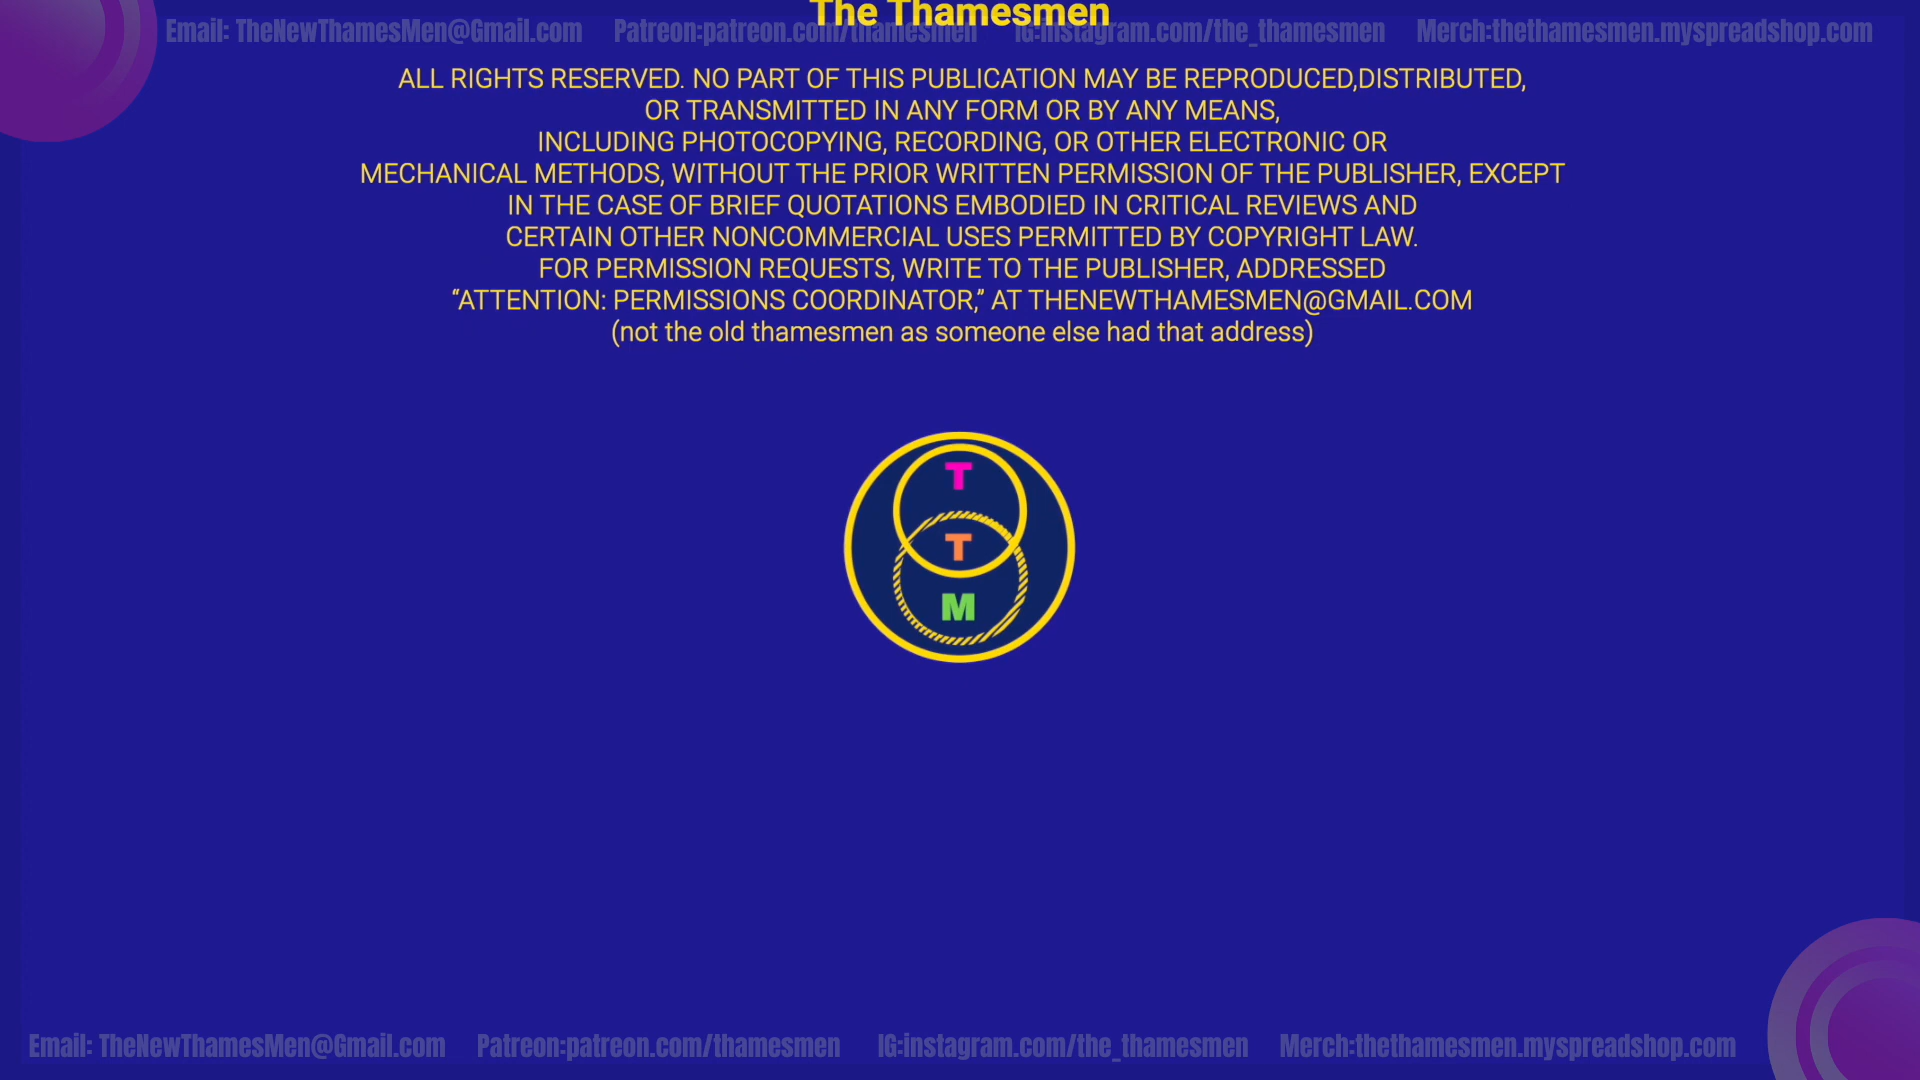 The Thamesmen
Email: TheNewThamesMen@Gmail.com Patreon:patreon.com/thamesmen IG:instagram.com/the_thamesmen Merch:thethamesmen.myspreadshop.com
ALL RIGHTS RESERVED. NO PART OF THIS PUBLICATION MAY BE REPRODUCED,DISTRIBUTED,
OR TRANSMITTED IN ANY FORM OR BY ANY MEANS,
INCLUDING PHOTOCOPYING, RECORDING, OR OTHER ELECTRONIC OR
MECHANICAL METHODS, WITHOUT THE PRIOR WRITTEN PERMISSION OF THE PUBLISHER, EXCEPT
IN THE CASE OF BRIEF QUOTATIONS EMBODIED IN CRITICAL REVIEWS AND
CERTAIN OTHER NONCOMMERCIAL USES PERMITTED BY COPYRIGHT LAW.
FOR PERMISSION REQUESTS, WRITE TO THE PUBLISHER, ADDRESSED
“ATTENTION: PERMISSIONS COORDINATOR,” AT THENEWTHAMESMEN@GMAIL.COM
(not the old thamesmen as someone else had that address)
T
T
M
Email: TheNewThamesMen@Gmail.com Patreon:patreon.com/thamesmen IG:instagram.com/the_thamesmen Merch:thethamesmen.myspreadshop.com